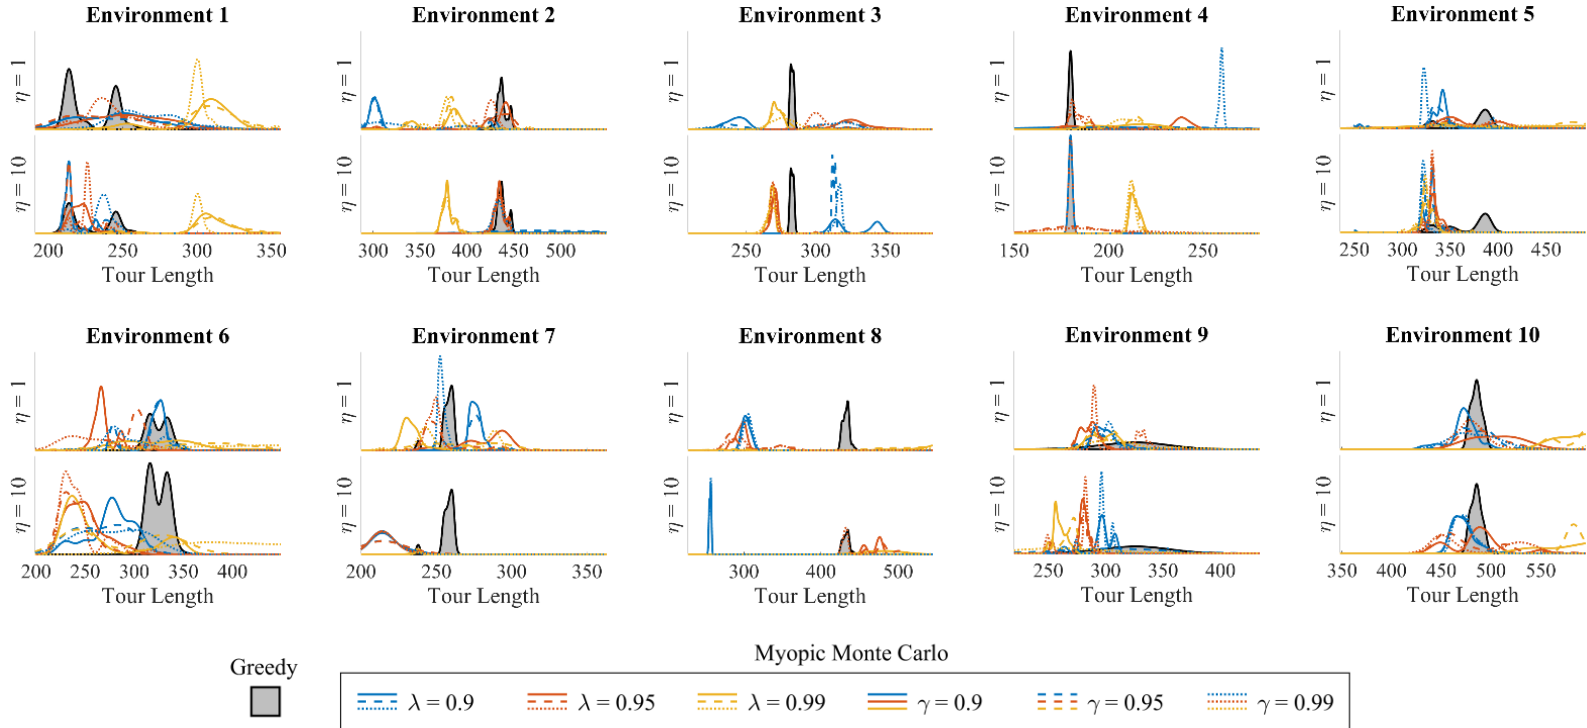 Environment 1
Environment 2
Environment 3
Environment 4
Environment 5
η = 1
η = 1
η = 1
η = 1
η = 1
η = 10
η = 10
η = 10
η = 10
η = 10
200 250 300 350
300 400 500
250 300 350
150 200 250
250 300 350 400 450
Tour Length
Tour Length
Tour Length
Tour Length
Tour Length
Environment 6
Environment 7
Environment 8
Environment 9
Environment 10
η = 1
η = 1
η = 1
η = 1
η = 1
η = 10
η = 10
η = 10
η = 10
η = 10
200 250 300 350 400
200 250 300 350
300 400 500
250 300 350 400
350 400 450 500 550
Tour Length
Tour Length
Tour Length
Tour Length
Tour Length
Greedy
Myopic Monte Carlo
λ = 0.9
λ = 0.95
λ = 0.99
γ = 0.9
γ = 0.95
γ = 0.99